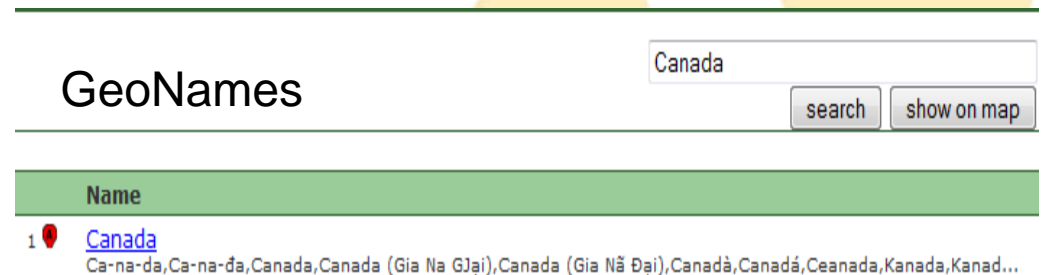 Canada
GeoNames
search show on map
Name
1 Canada
Ca-na-da,Ca-na-đa,Canada,Canada (Gia Na GJại),Canada (Gia Nã Đại),Canadà,Canadá,Ceanada,Kanada,Kanad...